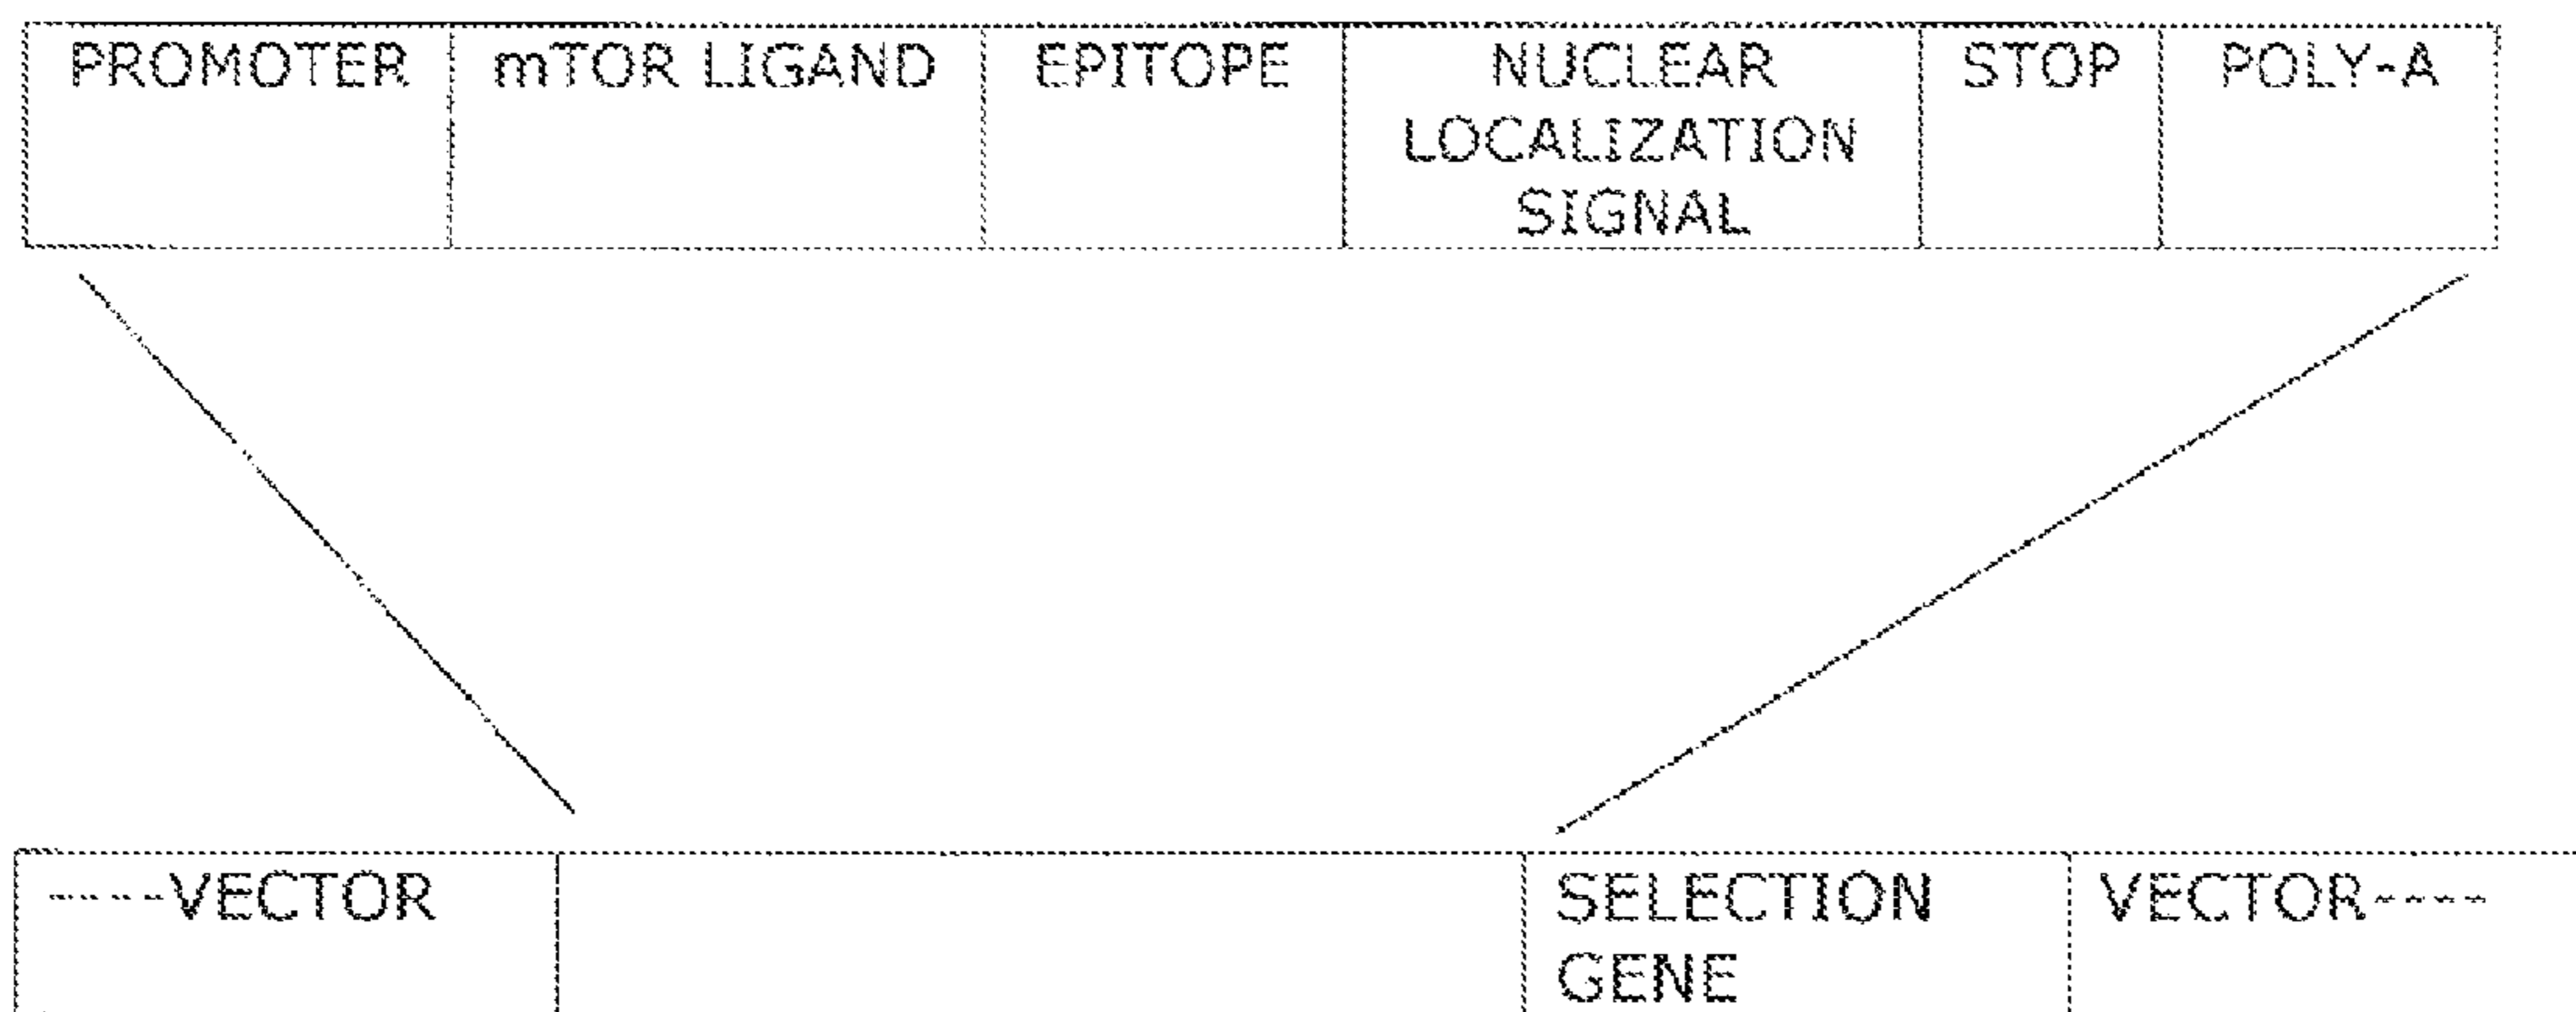 PROMOTER
mTOR LIGAND
EPITOPE
NUCLEAR
LOCALIZATION
SIGNAL
STOP
POLY-A
----VECTOR
SELECTION
GENE
VECTOR----